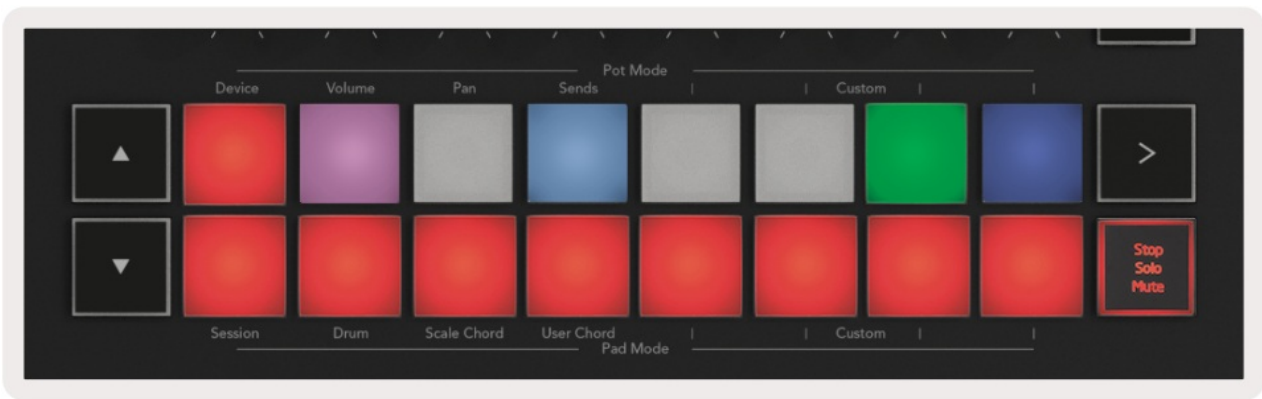 Pot Mode
Device Volume Pan Sends Custom
Stop
Solo
Mute
Session Drum Scale Chord User Chord Custom
Pad Mode